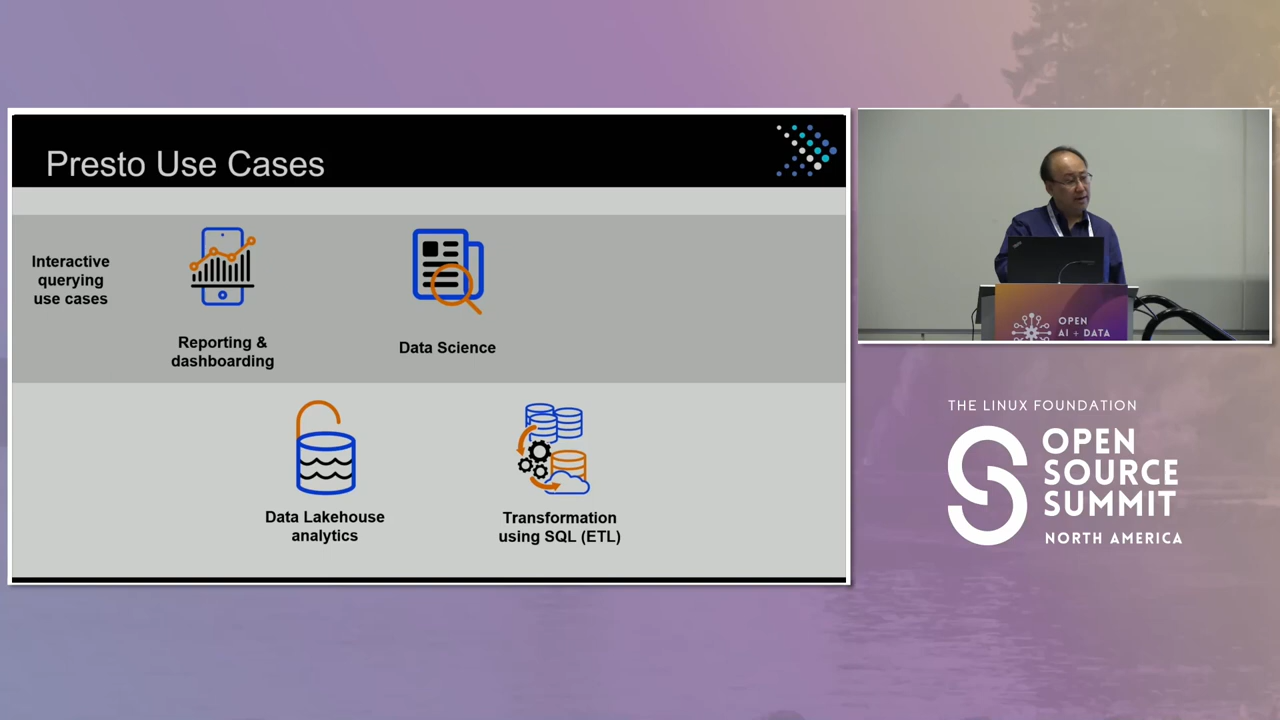 Presto Use Cases
Interactive
querying
use cases
Reporting &
dashboarding
Data Science
Data Lakehouse
analytics
Transformation
using SQL (ETL)
OPEN
AI + DATA
THE LINUX FOUNDATION
OPEN
SOURCE
SUMMIT
NORTH AMERICA